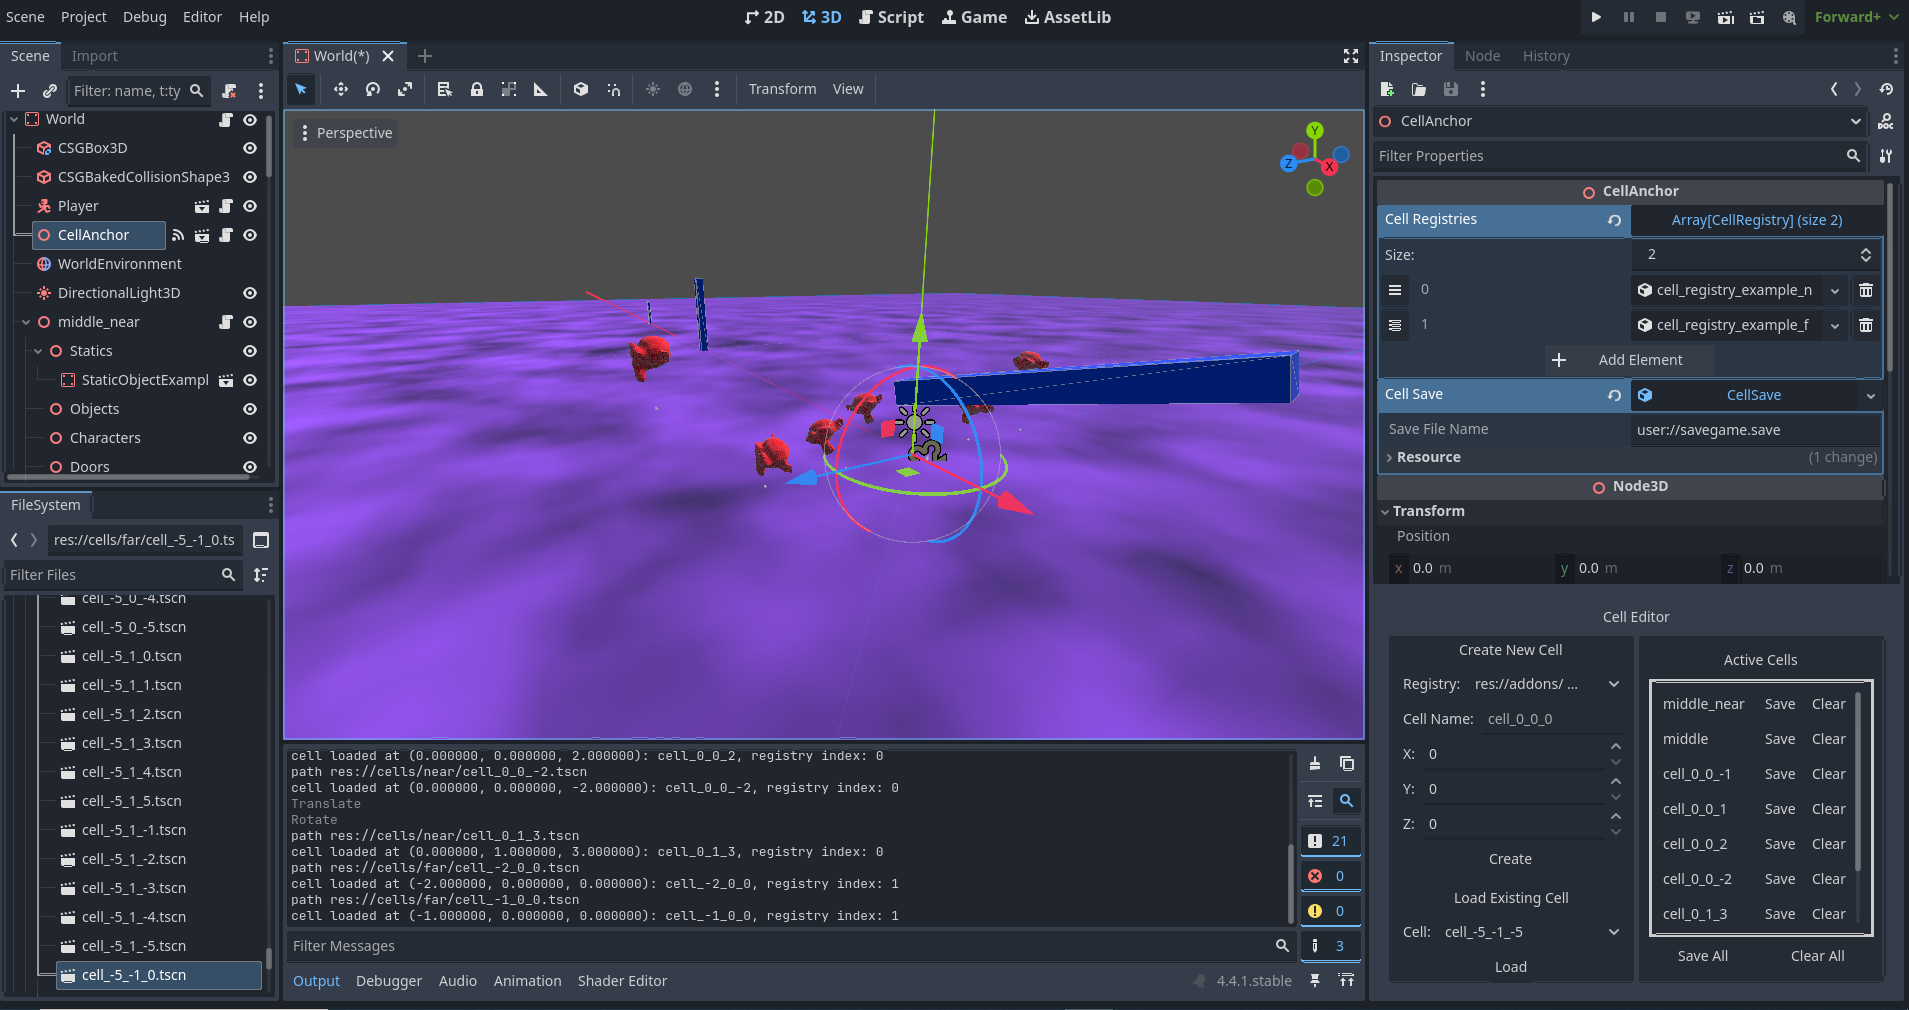 Scene Project Debug Editor Help
2D 3D Script Game AssetLib
Forward+
Scene Import
Filter: name, t:ty
World
CSGBox3D
CSGBakedCollisionShape3
Player
CellAnchor
WorldEnvironment
DirectionalLight3D
middle_near
Statics
StaticObjectExampl
Objects
Characters
Doors
FileSystem
res://cells/far/cell_-5_-1_0.ts
Filter Files
cell_-5_0_-4.tscn
cell_-5_0_-5.tscn
cell_-5_1_0.tscn
cell_-5_1_1.tscn
cell_-5_1_2.tscn
cell_-5_1_3.tscn
cell_-5_1_4.tscn
cell_-5_1_5.tscn
cell_-5_1_-1.tscn
cell_-5_1_-2.tscn
cell_-5_1_-3.tscn
cell_-5_1_-4.tscn
cell_-5_1_-5.tscn
cell_-5_-1_0.tscn
World(*)
Transform View
Perspective
Y
Z X
cell loaded at (0.000000, 0.000000, 2.000000): cell_0_0_2, registry index: 0
path res://cells/near/cell_0_0_-2.tscn
cell loaded at (0.000000, 0.000000, -2.000000): cell_0_0_-2, registry index: 0
Translate
Rotate
path res://cells/near/cell_0_1_3.tscn
cell loaded at (0.000000, 1.000000, 3.000000): cell_0_1_3, registry index: 0
path res://cells/far/cell_-2_0_0.tscn
cell loaded at (-2.000000, 0.000000, 0.000000): cell_-2_0_0, registry index: 1
path res://cells/far/cell_-1_0_0.tscn
cell loaded at (-1.000000, 0.000000, 0.000000): cell_-1_0_0, registry index: 1
21
0
0
3
Filter Messages
Output Debugger Audio Animation Shader Editor
4.4.1.stable
Inspector Node History
CellAnchor
Filter Properties
CellAnchor
Cell Registries Array[CellRegistry] (size 2)
Size: 2
0 cell_registry_example_n
1 cell_registry_example_f
Add Element
Cell Save CellSave
Save File Name user://savegame.save
Resource (1 change)
Node3D
Transform
Position
x 0.0 m y 0.0 m z 0.0 m
Cell Editor
Create New Cell
Registry: res://addons/ ...
Cell Name: cell_0_0_0
X: 0
Y: 0
Z: 0
Create
Load Existing Cell
Cell: cell_-5_-1_-5
Load
Active Cells
middle_near Save Clear
middle Save Clear
cell_0_0_-1 Save Clear
cell_0_0_1 Save Clear
cell_0_0_2 Save Clear
cell_0_0_-2 Save Clear
cell_0_1_3 Save Clear
Save All Clear All